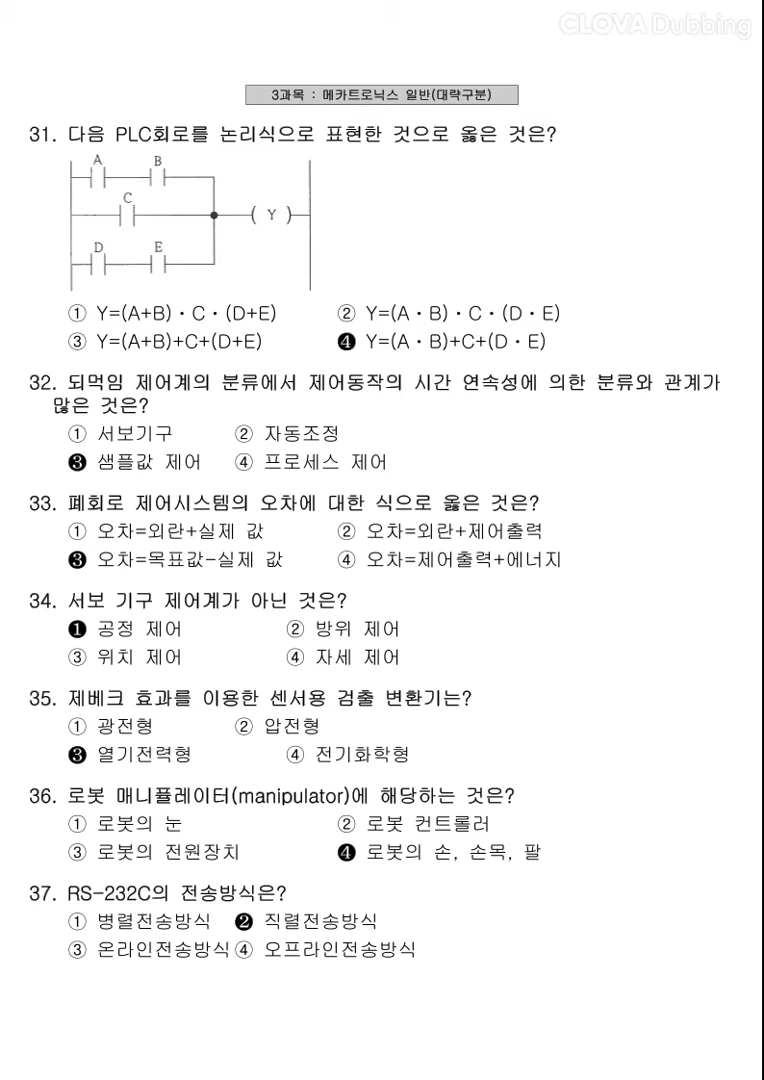 CLOVA Dubbing
3과목 : 메카트로닉스 일반(대략구분)
31. 다음 PLC회로를 논리식으로 표현한 것으로 옳은 것은?
A B
C
( Y )
D E
① Y=(A+B)·C·(D+E) ② Y=(A·B)·C·(D·E)
③ Y=(A+B)+C+(D+E) ❹ Y=(A·B)+C+(D·E)
32. 되먹임 제어계의 분류에서 제어동작의 시간 연속성에 의한 분류와 관계가
많은 것은?
① 서보기구 ② 자동조정
❸ 샘플값 제어 ④ 프로세스 제어
33. 폐회로 제어시스템의 오차에 대한 식으로 옳은 것은?
① 오차=외란+실제 값 ② 오차=외란+제어출력
❸ 오차=목표값-실제 값 ④ 오차=제어출력+에너지
34. 서보 기구 제어계가 아닌 것은?
❶ 공정 제어 ② 방위 제어
③ 위치 제어 ④ 자세 제어
35. 제베크 효과를 이용한 센서용 검출 변환기는?
① 광전형 ② 압전형
❸ 열기전력형 ④ 전기화학형
36. 로봇 매니퓰레이터(manipulator)에 해당하는 것은?
① 로봇의 눈 ② 로봇 컨트롤러
③ 로봇의 전원장치 ❹ 로봇의 손, 손목, 팔
37. RS-232C의 전송방식은?
① 병렬전송방식 ❷ 직렬전송방식
③ 온라인전송방식 ④ 오프라인전송방식